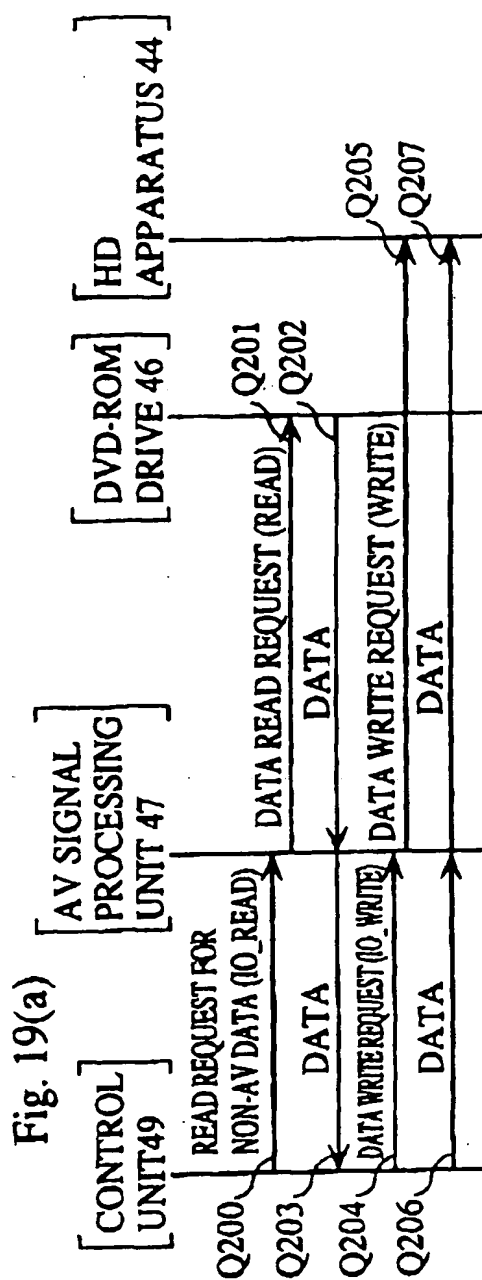 Fig. 19(a)
CONTROL
UNIT49
AV SIGNAL
PROCESSING
UNIT 47
DVD-ROM
DRIVE 46
HD
APPARATUS 44
Q200
READ REQUEST FOR
NON-AV DATA (IO_READ)
DATA READ REQUEST (READ)
Q201
Q203
DATA
DATA
Q202
Q204
DATA WRITE REQUEST (IO_WRITE)
DATA WRITE REQUEST (WRITE)
Q205
Q206
DATA
DATA
Q207